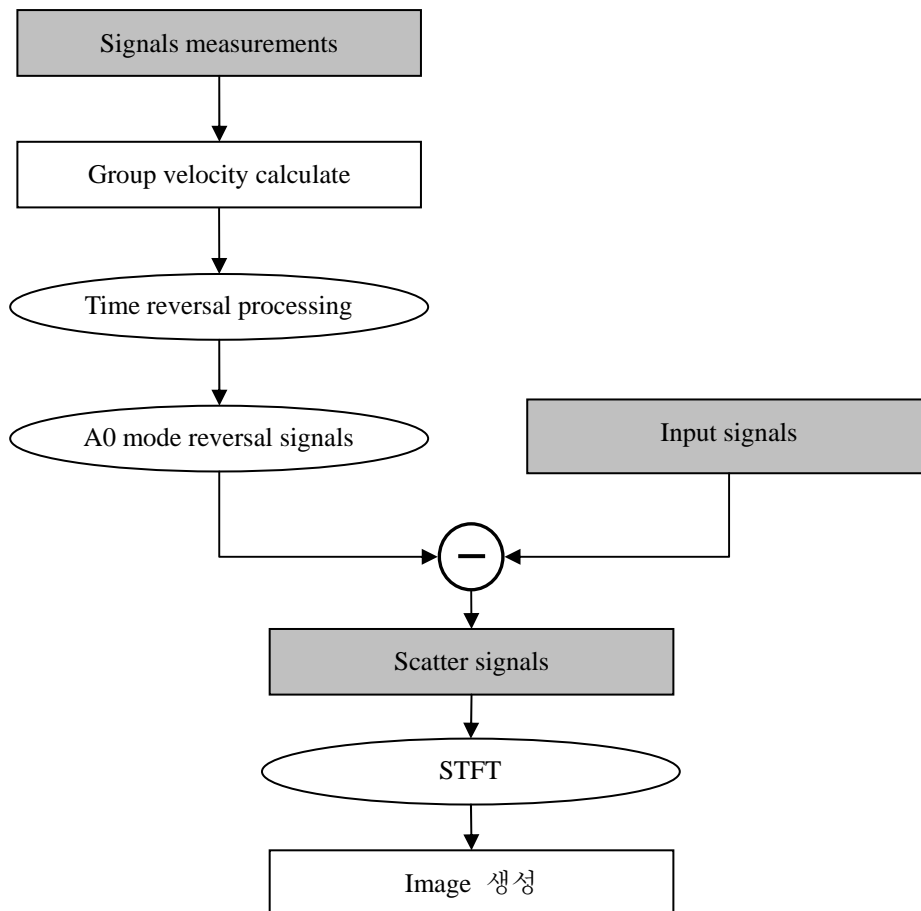 Signals measurements
Group velocity calculate
Time reversal processing
A0 mode reversal signals
Input signals
−
Scatter signals
STFT
Image 생성